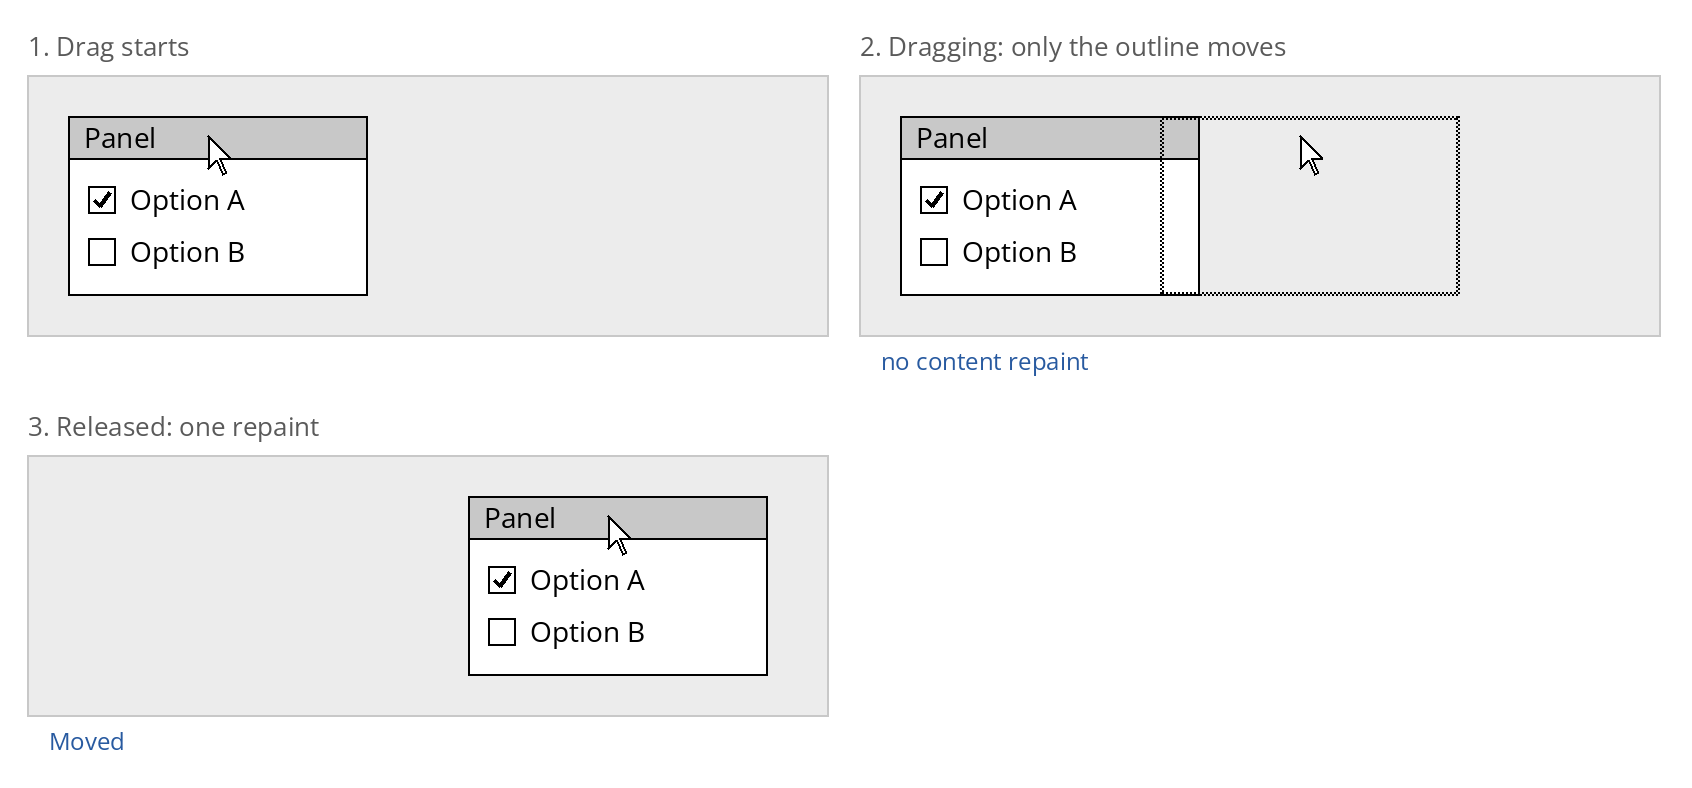 1. Drag starts
Panel
Option A
Option B
2. Dragging: only the outline moves
Panel
Option A
Option B
no content repaint
3. Released: one repaint
Panel
Option A
Option B
Moved